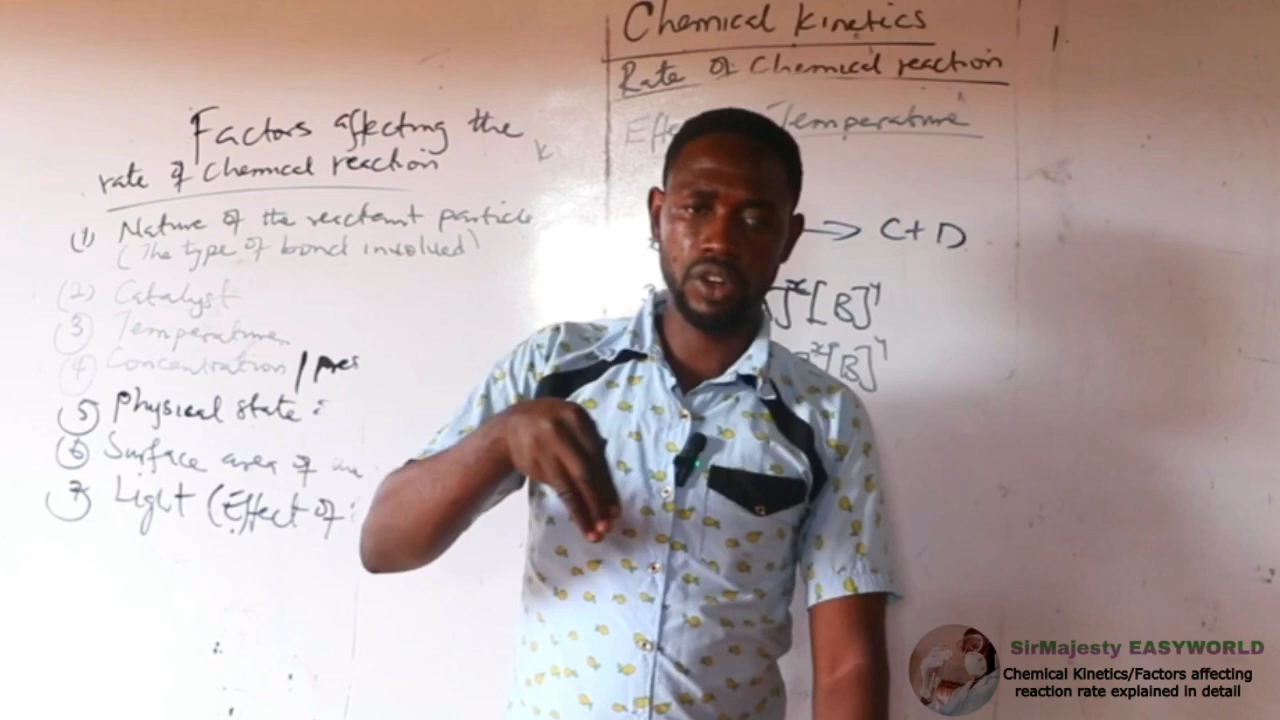 Chemical Kinetics
Rate of Chemical reaction
Temperature
Factors affecting the
rate of Chemical reaction
(1) Nature of the reactant particle
(The type of bond involved)
(2) Catalyst
(3) Temperature
(4) Concentration / pres
(5) Physical state
(6) Surface area of
(7) Light (Effect of
→ C + D
]ˣ[B]ʸ
ˣ[B]ʸ
SirMajesty EASYWORLD
Chemical Kinetics/Factors affecting
reaction rate explained in detail